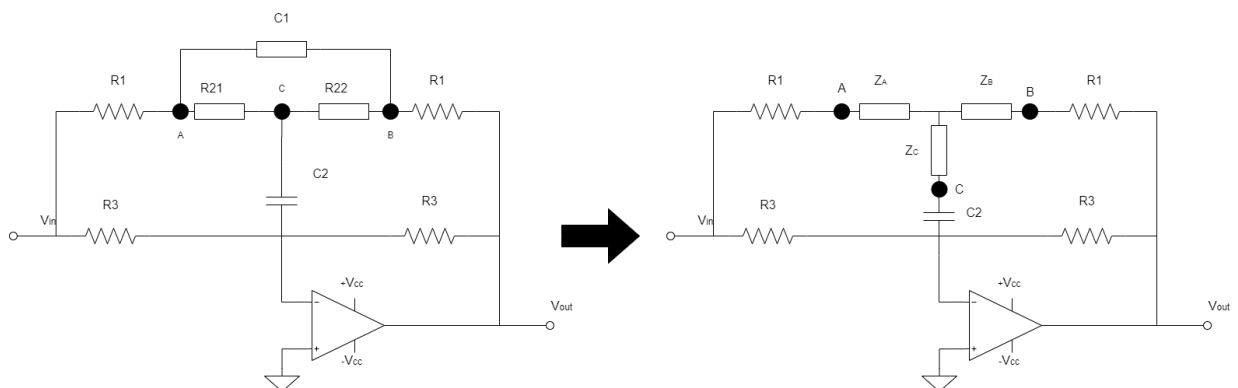 C1
R1 R21 C R22 R1
A B
C2
R3 R3
Vin
+Vcc
−
+
-Vcc
Vout
R1 A ZA ZB B R1
ZC
C
R3 C2 R3
Vin
+Vcc
−
+
-Vcc
Vout